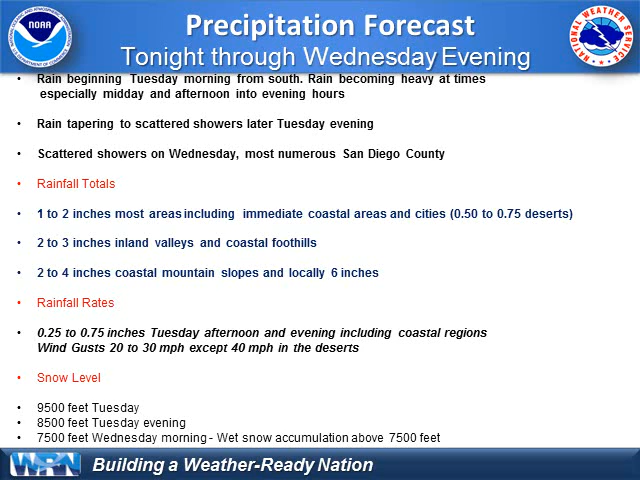 Precipitation Forecast
Tonight through Wednesday Evening
NOAA
NATIONAL WEATHER SERVICE
• Rain beginning Tuesday morning from south. Rain becoming heavy at times
especially midday and afternoon into evening hours
• Rain tapering to scattered showers later Tuesday evening
• Scattered showers on Wednesday, most numerous San Diego County
• Rainfall Totals
• 1 to 2 inches most areas including immediate coastal areas and cities (0.50 to 0.75 deserts)
• 2 to 3 inches inland valleys and coastal foothills
• 2 to 4 inches coastal mountain slopes and locally 6 inches
• Rainfall Rates
• 0.25 to 0.75 inches Tuesday afternoon and evening including coastal regions
Wind Gusts 20 to 30 mph except 40 mph in the deserts
• Snow Level
• 9500 feet Tuesday
• 8500 feet Tuesday evening
• 7500 feet Wednesday morning - Wet snow accumulation above 7500 feet
WRN
Building a Weather-Ready Nation